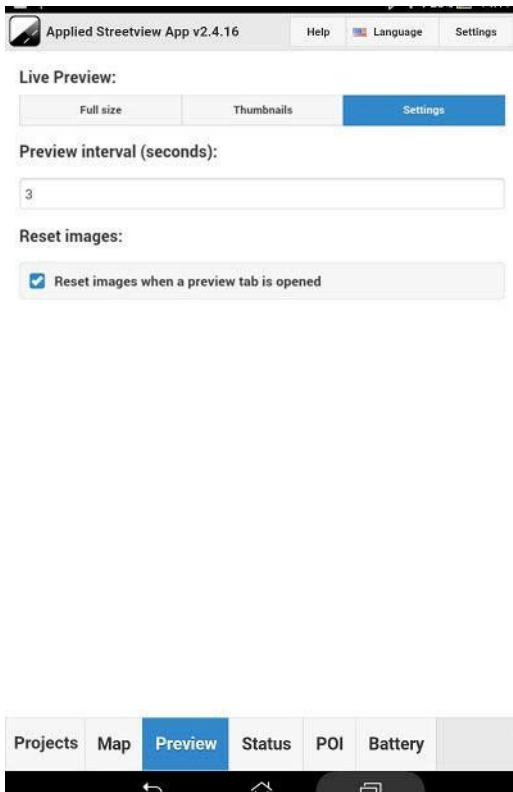 Applied Streetview App v2.4.16 Help Language Settings
Live Preview:
Full size Thumbnails Settings
Preview interval (seconds):
3
Reset images:
Reset images when a preview tab is opened
Projects Map Preview Status POI Battery